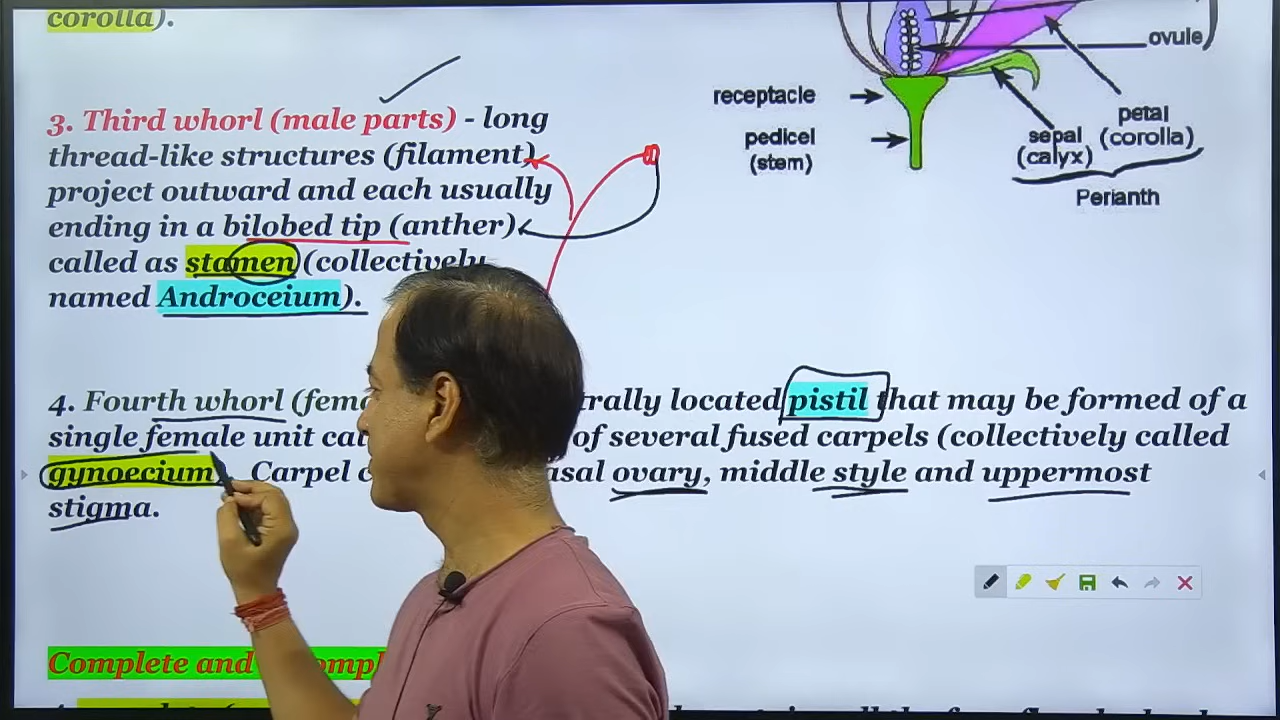 corolla).
3. Third whorl (male parts) - long
thread-like structures (filament)
project outward and each usually
ending in a bilobed tip (anther)
called as stamen (collectively
named Androceium).
ovule
receptacle
pedicel
(stem)
sepal
(calyx)
petal
(corolla)
Perianth
4. Fourth whorl (fem trally located pistil that may be formed of a
single female unit of several fused carpels (collectively called
gynoecium). Carpel ovary, middle style and uppermost
stigma.
Complete and